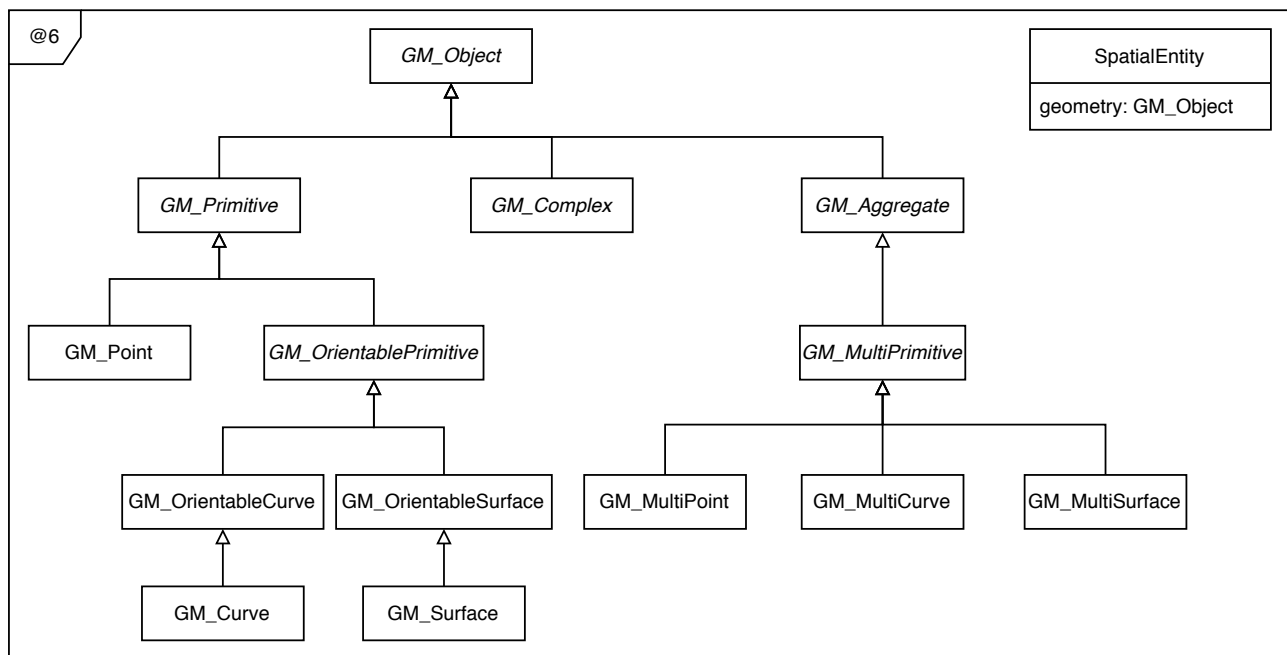 @6
GM_Object
SpatialEntity
geometry: GM_Object
GM_Primitive
GM_Complex
GM_Aggregate
GM_Point
GM_OrientablePrimitive
GM_MultiPrimitive
GM_OrientableCurve
GM_OrientableSurface
GM_MultiPoint
GM_MultiCurve
GM_MultiSurface
GM_Curve
GM_Surface